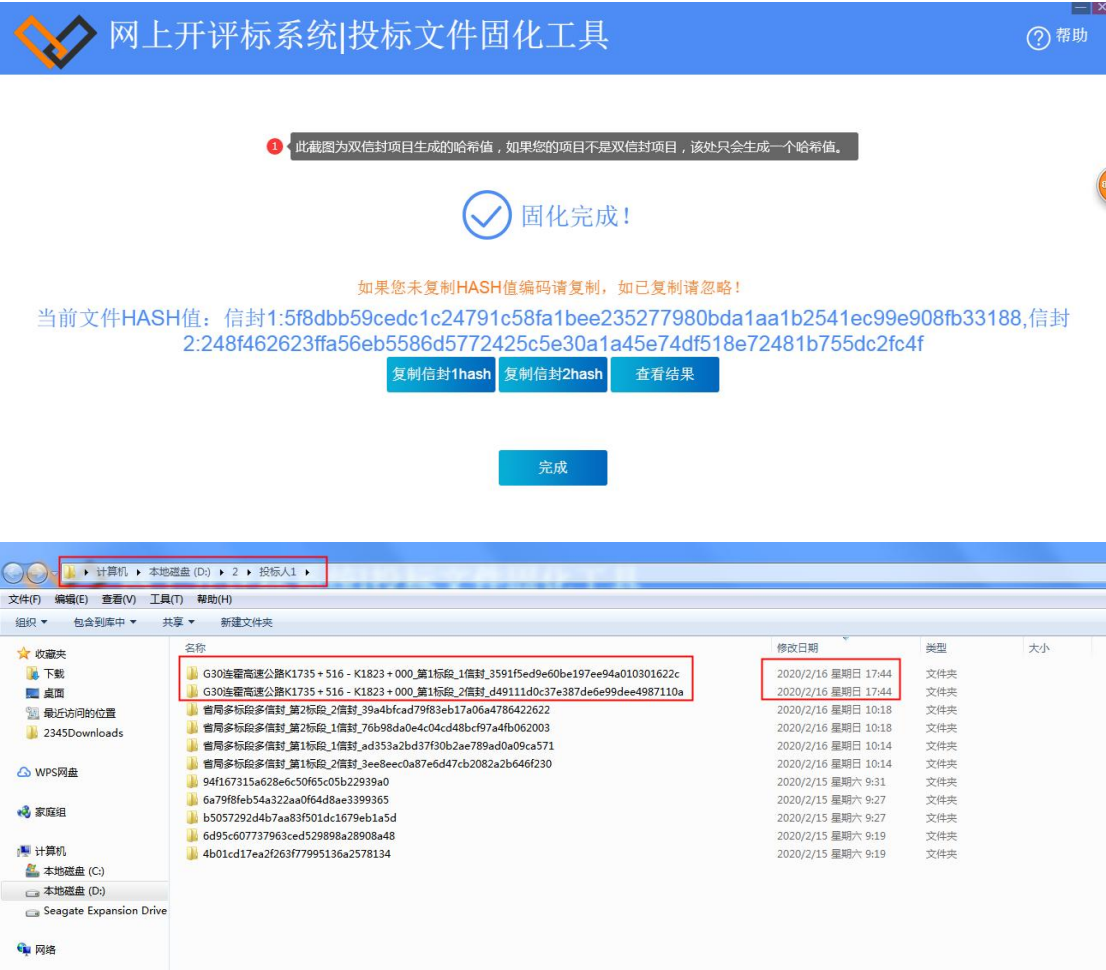 网上开评标系统|投标文件固化工具
帮助
1 此截图为双信封项目生成的哈希值，如果您的项目不是双信封项目，该处只会生成一个哈希值。
固化完成！
如果您未复制HASH值编码请复制，如已复制请忽略！
当前文件HASH值：信封1:5f8dbb59cedc1c24791c58fa1bee235277980bda1aa1b2541ec99e908fb33188,信封
2:248f462623ffa56eb5586d5772425c5e30a1a45e74df518e72481b755dc2fc4f
复制信封1hash 复制信封2hash 查看结果
完成
计算机 本地磁盘 (D:) 2 投标人1
文件(F) 编辑(E) 查看(V) 工具(T) 帮助(H)
组织 包含到库中 共享 新建文件夹
收藏夹
下载
桌面
最近访问的位置
2345Downloads
WPS网盘
家庭组
计算机
本地磁盘 (C:)
本地磁盘 (D:)
Seagate Expansion Drive
网络
名称 修改日期 类型 大小
G30连霍高速公路K1735+516-K1823+000_第1标段_1信封_3591f5ed9e60be197ee94a010301622c 2020/2/16 星期日 17:44 文件夹
G30连霍高速公路K1735+516-K1823+000_第1标段_2信封_d49111d0c37e387de6e99dee4987110a 2020/2/16 星期日 17:44 文件夹
省局多标段多信封_第2标段_2信封_39a4bfcad79f83eb17a06a4786422622 2020/2/16 星期日 10:18 文件夹
省局多标段多信封_第2标段_1信封_76b98da0e4c04cd48bcf97a4fb062003 2020/2/16 星期日 10:18 文件夹
省局多标段多信封_第1标段_1信封_ad353a2bd37f30b2ae789ad0a09ca571 2020/2/16 星期日 10:14 文件夹
省局多标段多信封_第1标段_2信封_3ee8eec0a87e6d47cb2082a2b646f230 2020/2/16 星期日 10:14 文件夹
94f167315a628e6c50f65c05b22939a0 2020/2/15 星期六 9:31 文件夹
6a79f8feb54a322aa0f64d8ae3399365 2020/2/15 星期六 9:27 文件夹
b5057292d4b7aa83f501dc1679eb1a5d 2020/2/15 星期六 9:27 文件夹
6d95c607737963ced529898a28908a48 2020/2/15 星期六 9:19 文件夹
4b01cd17ea2f263f77995136a2578134 2020/2/15 星期六 9:19 文件夹